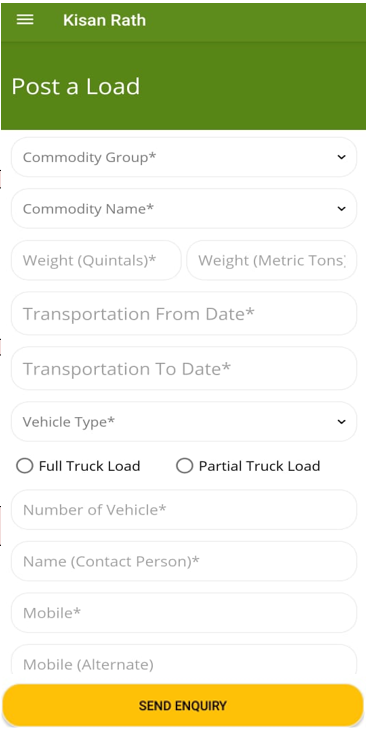 Kisan Rath
Post a Load
Commodity Group*
Commodity Name*
Weight (Quintals)* Weight (Metric Tons)
Transportation From Date*
Transportation To Date*
Vehicle Type*
Full Truck Load Partial Truck Load
Number of Vehicle*
Name (Contact Person)*
Mobile*
Mobile (Alternate)
SEND ENQUIRY